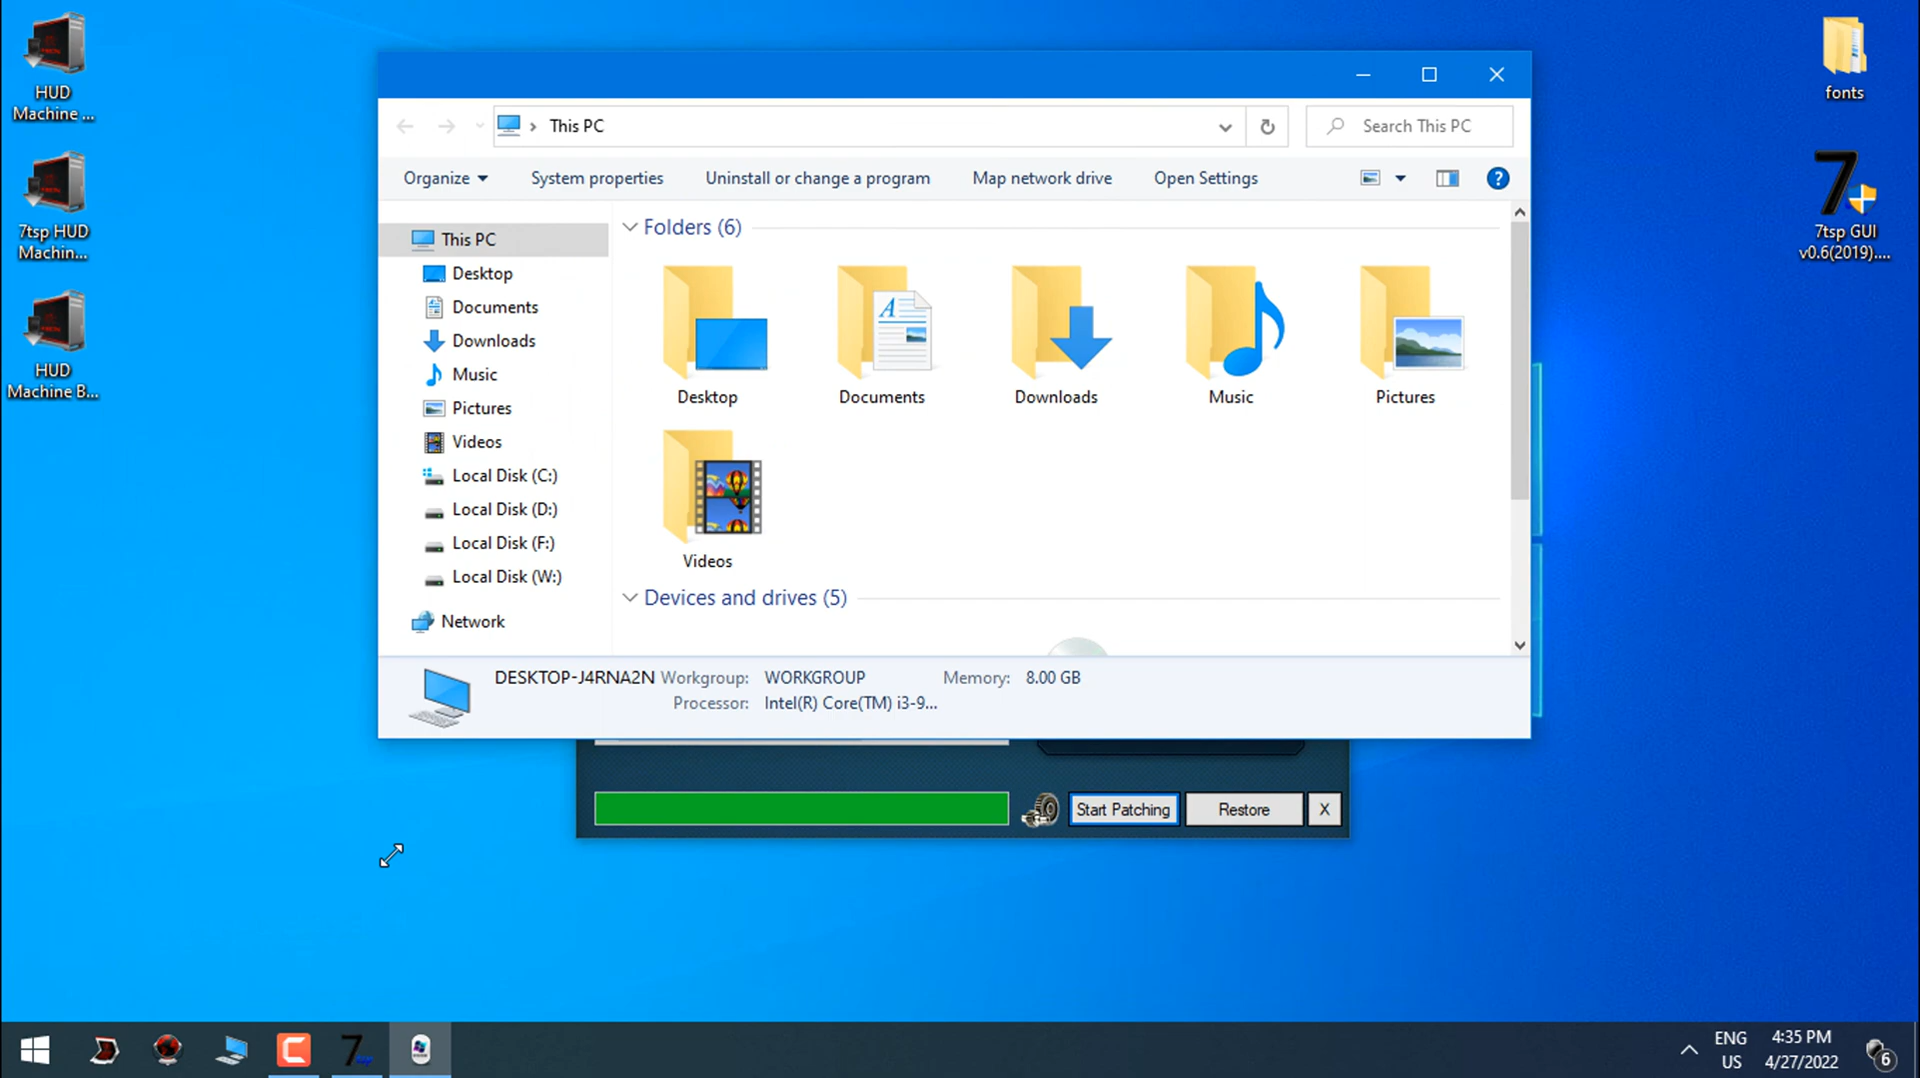 HUD
Machine ...
7tsp HUD
Machin...
HUD
Machine B...
fonts
7
7tsp GUI
v0.6(2019)....
This PC
Search This PC
Organize
System properties
Uninstall or change a program
Map network drive
Open Settings
?
This PC
Desktop
Documents
Downloads
Music
Pictures
Videos
Local Disk (C:)
Local Disk (D:)
Local Disk (F:)
Local Disk (W:)
Network
Folders (6)
Desktop
Documents
Downloads
Music
Pictures
Videos
Devices and drives (5)
DESKTOP-J4RNA2N Workgroup: WORKGROUP Memory: 8.00 GB
Processor: Intel(R) Core(TM) i3-9...
Start Patching
Restore
X
ENG
US
4:35 PM
4/27/2022
6